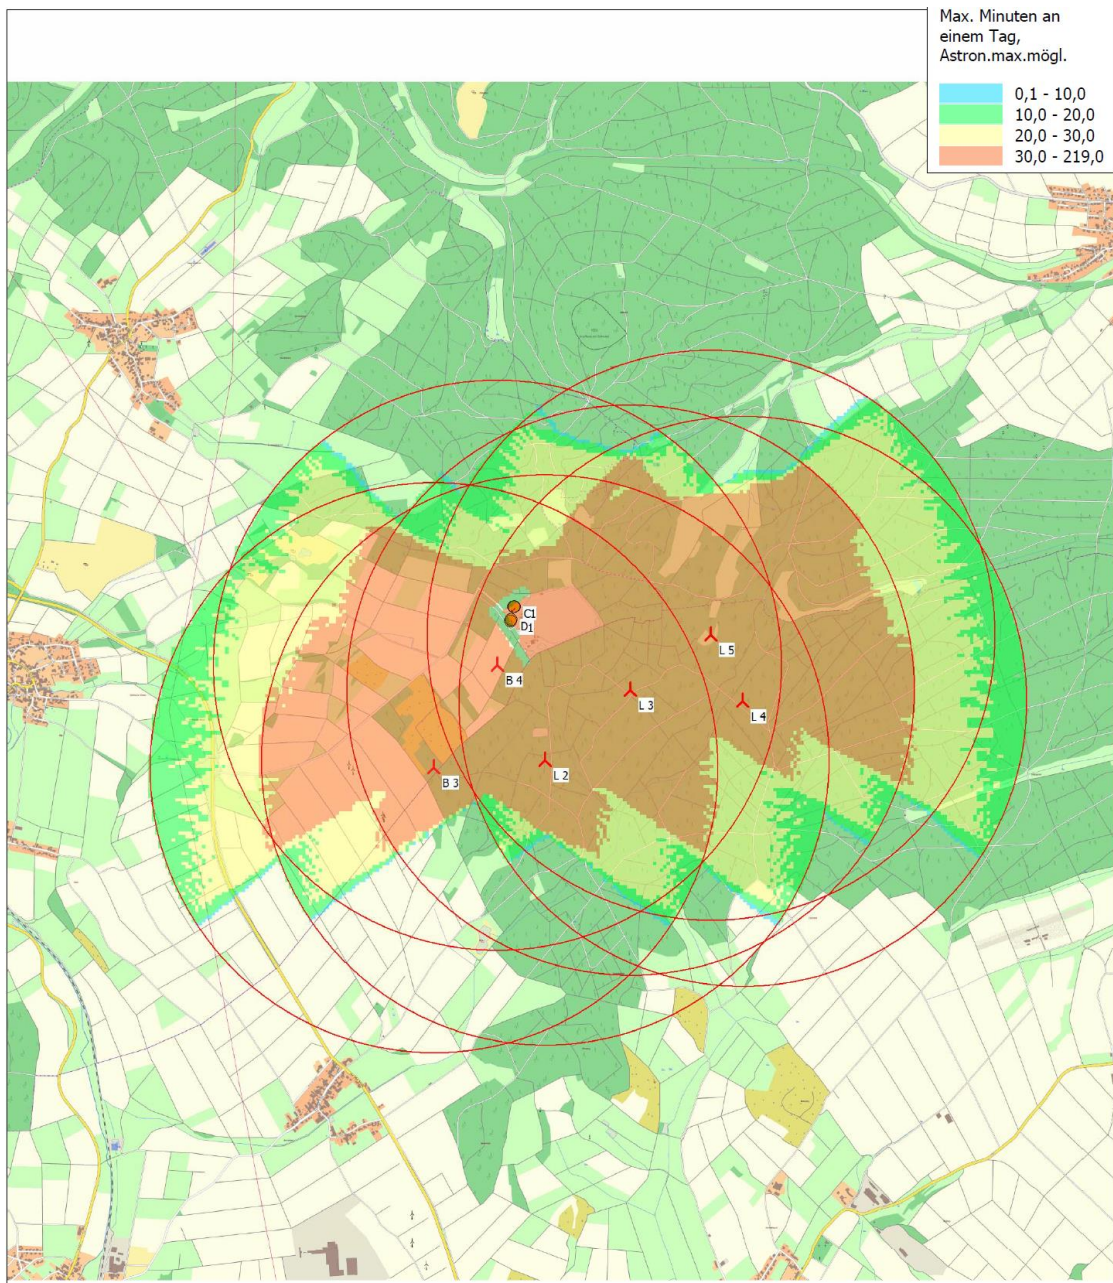 Max. Minuten an
einem Tag,
Astron.max.mögl.
0,1 - 10,0
10,0 - 20,0
20,0 - 30,0
30,0 - 219,0
C1
D1
L 5
B 4
L 3
L 4
L 2
B 3